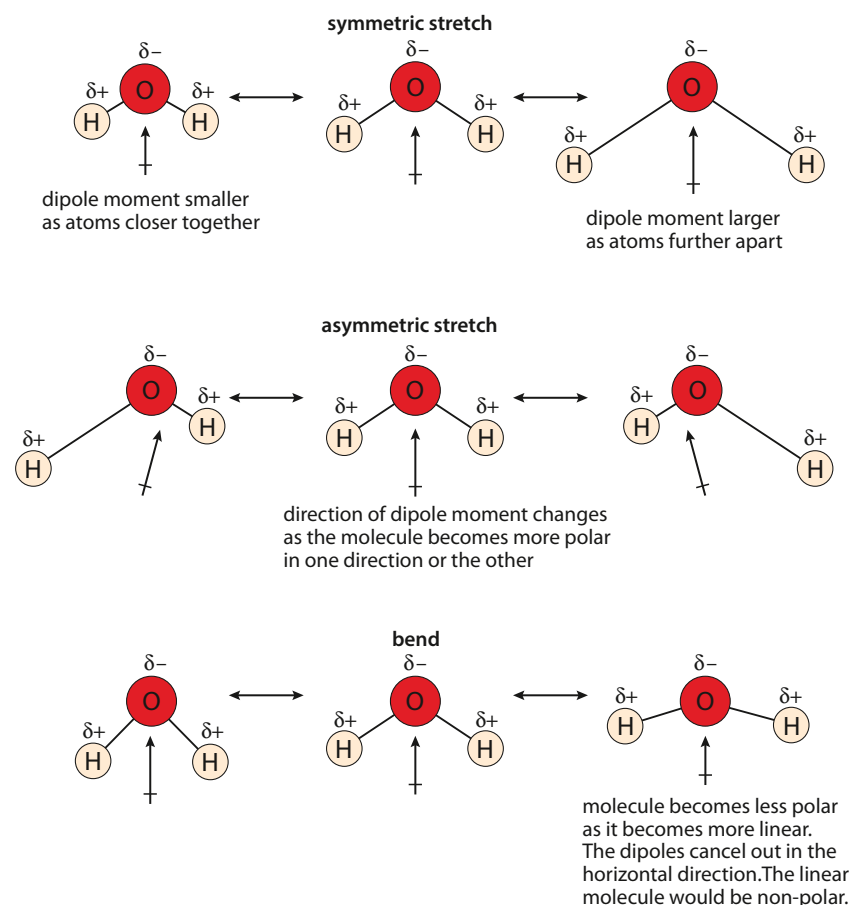 symmetric stretch
δ– δ– δ–
δ+ O δ+ δ+ O δ+ δ+ O δ+
H H H H H H
dipole moment smaller
as atoms closer together
dipole moment larger
as atoms further apart
asymmetric stretch
δ– δ– δ–
δ+ O δ+ δ+ O δ+ δ+ O δ+
H H H H H H
direction of dipole moment changes
as the molecule becomes more polar
in one direction or the other
bend
δ– δ– δ–
δ+ O δ+ δ+ O δ+ δ+ O δ+
H H H H H H
molecule becomes less polar
as it becomes more linear.
The dipoles cancel out in the
horizontal direction.The linear
molecule would be non-polar.